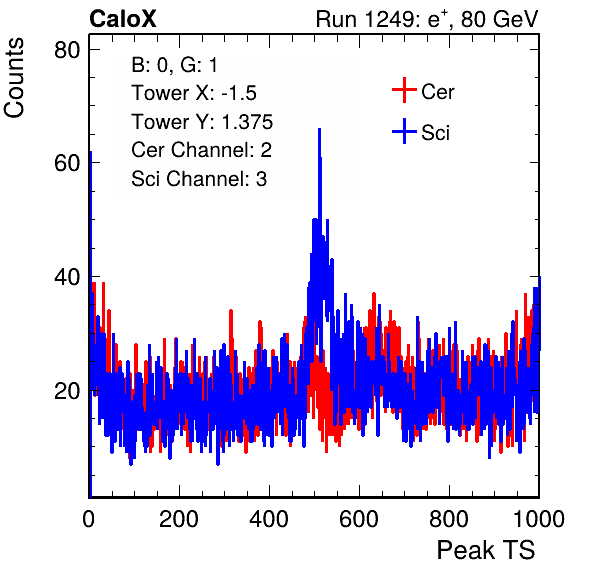 CaloX
Run 1249: e+, 80 GeV
Counts
80
60
40
20
B: 0, G: 1
Tower X: -1.5
Tower Y: 1.375
Cer Channel: 2
Sci Channel: 3
Cer
Sci
0
200
400
600
800
1000
Peak TS